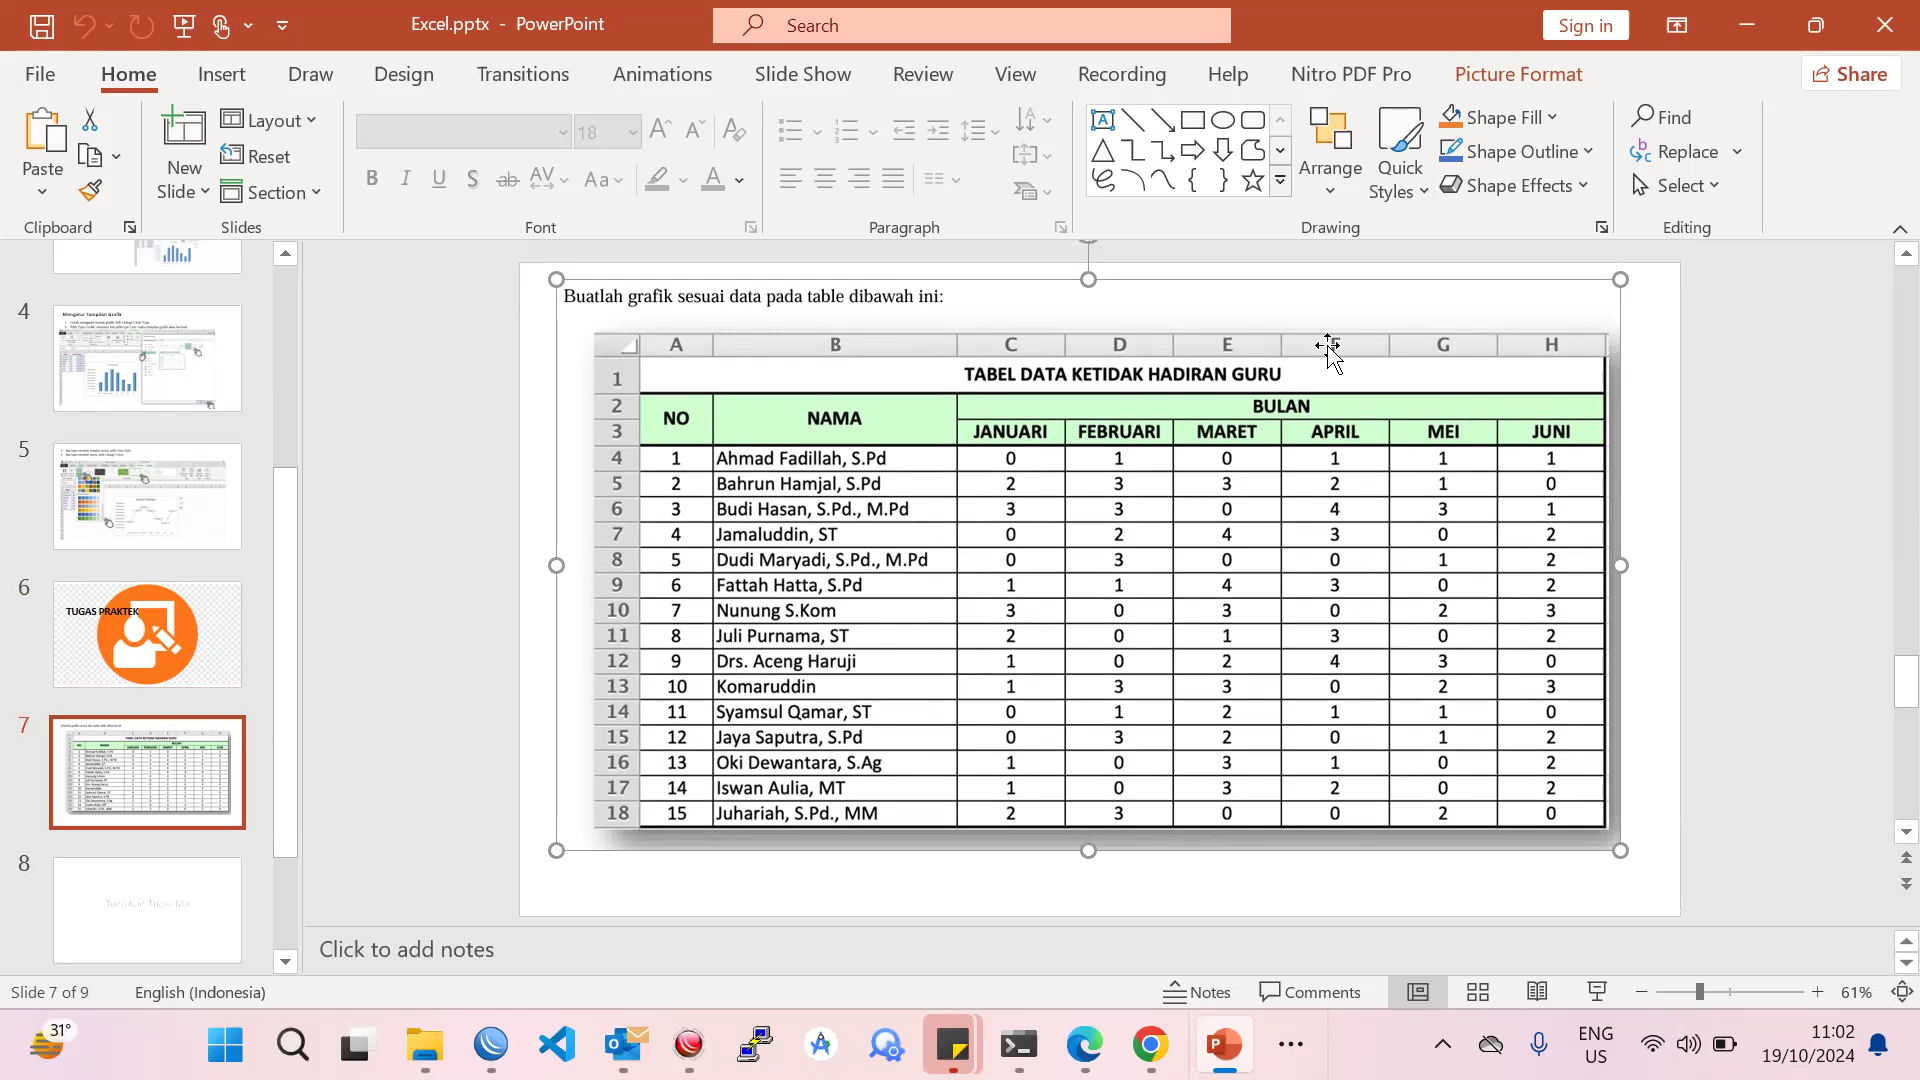 Excel.pptx - PowerPoint
Search
Sign in
File Home Insert Draw Design Transitions Animations Slide Show Review View Recording Help Nitro PDF Pro Picture Format Share
Paste
New Slide
Layout
Reset
Section
18
Arrange
Quick Styles
Shape Fill
Shape Outline
Shape Effects
Find
Replace
Select
Clipboard Slides Font Paragraph Drawing Editing
4
Mengatur Tampilan Grafik
5
6
TUGAS PRAKTEK
7
8
Buatlah grafik sesuai data pada table dibawah ini:
A B C D E F G H
1 TABEL DATA KETIDAK HADIRAN GURU
2 NO NAMA BULAN
3 JANUARI FEBRUARI MARET APRIL MEI JUNI
4 1 Ahmad Fadillah, S.Pd 0 1 0 1 1 1
5 2 Bahrun Hamjal, S.Pd 2 3 3 2 1 0
6 3 Budi Hasan, S.Pd., M.Pd 3 3 0 4 3 1
7 4 Jamaluddin, ST 0 2 4 3 0 2
8 5 Dudi Maryadi, S.Pd., M.Pd 0 3 0 0 1 2
9 6 Fattah Hatta, S.Pd 1 1 4 3 0 2
10 7 Nunung S.Kom 3 0 3 0 2 3
11 8 Juli Purnama, ST 2 0 1 3 0 2
12 9 Drs. Aceng Haruji 1 0 2 4 3 0
13 10 Komaruddin 1 3 3 0 2 3
14 11 Syamsul Qamar, ST 0 1 2 1 1 0
15 12 Jaya Saputra, S.Pd 0 3 2 0 1 2
16 13 Oki Dewantara, S.Ag 1 0 3 1 0 2
17 14 Iswan Aulia, MT 1 0 3 2 0 2
18 15 Juhariah, S.Pd., MM 2 3 0 0 2 0
Click to add notes
Slide 7 of 9 English (Indonesia) Notes Comments 61%
31° ENG US 11:02 19/10/2024